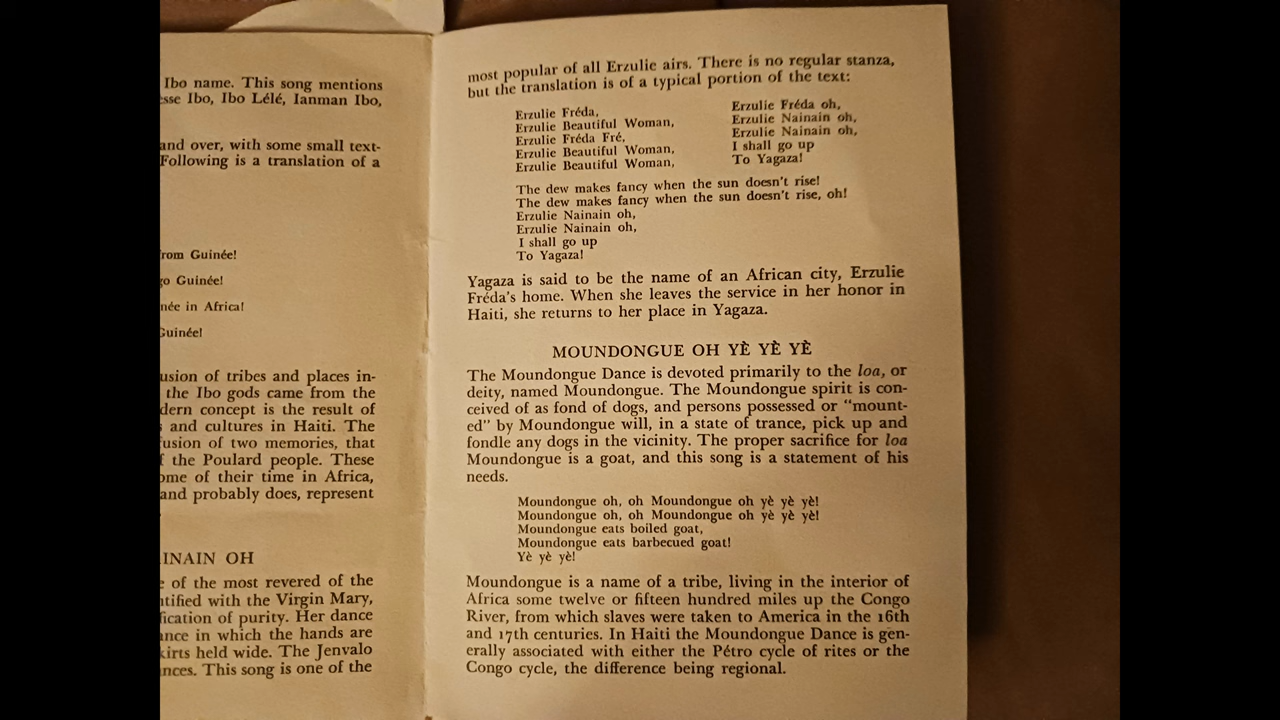 Ibo name. This song mentions
sse Ibo, Ibo Lélé, Ianman Ibo,
and over, with some small text-
Following is a translation of a
rom Guinée!
go Guinée!
née in Africa!
Guinée!
usion of tribes and places in-
the Ibo gods came from the
dern concept is the result of
and cultures in Haiti. The
fusion of two memories, that
the Poulard people. These
ome of their time in Africa,
and probably does, represent
INAIN OH
e of the most revered of the
ntified with the Virgin Mary,
fication of purity. Her dance
ance in which the hands are
kirts held wide. The Jenvalo
nces. This song is one of the
most popular of all Erzulie airs. There is no regular stanza,
but the translation is of a typical portion of the text:
Erzulie Fréda,
Erzulie Beautiful Woman,
Erzulie Fréda Fré,
Erzulie Beautiful Woman,
Erzulie Beautiful Woman,
Erzulie Fréda oh,
Erzulie Nainain oh,
Erzulie Nainain oh,
I shall go up
To Yagaza!
The dew makes fancy when the sun doesn't rise!
The dew makes fancy when the sun doesn't rise, oh!
Erzulie Nainain oh,
Erzulie Nainain oh,
I shall go up
To Yagaza!
Yagaza is said to be the name of an African city, Erzulie
Fréda's home. When she leaves the service in her honor in
Haiti, she returns to her place in Yagaza.
MOUNDONGUE OH YÈ YÈ YÈ
The Moundongue Dance is devoted primarily to the loa, or
deity, named Moundongue. The Moundongue spirit is con-
ceived of as fond of dogs, and persons possessed or "mount-
ed" by Moundongue will, in a state of trance, pick up and
fondle any dogs in the vicinity. The proper sacrifice for loa
Moundongue is a goat, and this song is a statement of his
needs.
Moundongue oh, oh Moundongue oh yè yè yè!
Moundongue oh, oh Moundongue oh yè yè yè!
Moundongue eats boiled goat,
Moundongue eats barbecued goat!
Yè yè yè!
Moundongue is a name of a tribe, living in the interior of
Africa some twelve or fifteen hundred miles up the Congo
River, from which slaves were taken to America in the 16th
and 17th centuries. In Haiti the Moundongue Dance is gen-
erally associated with either the Pétro cycle of rites or the
Congo cycle, the difference being regional.